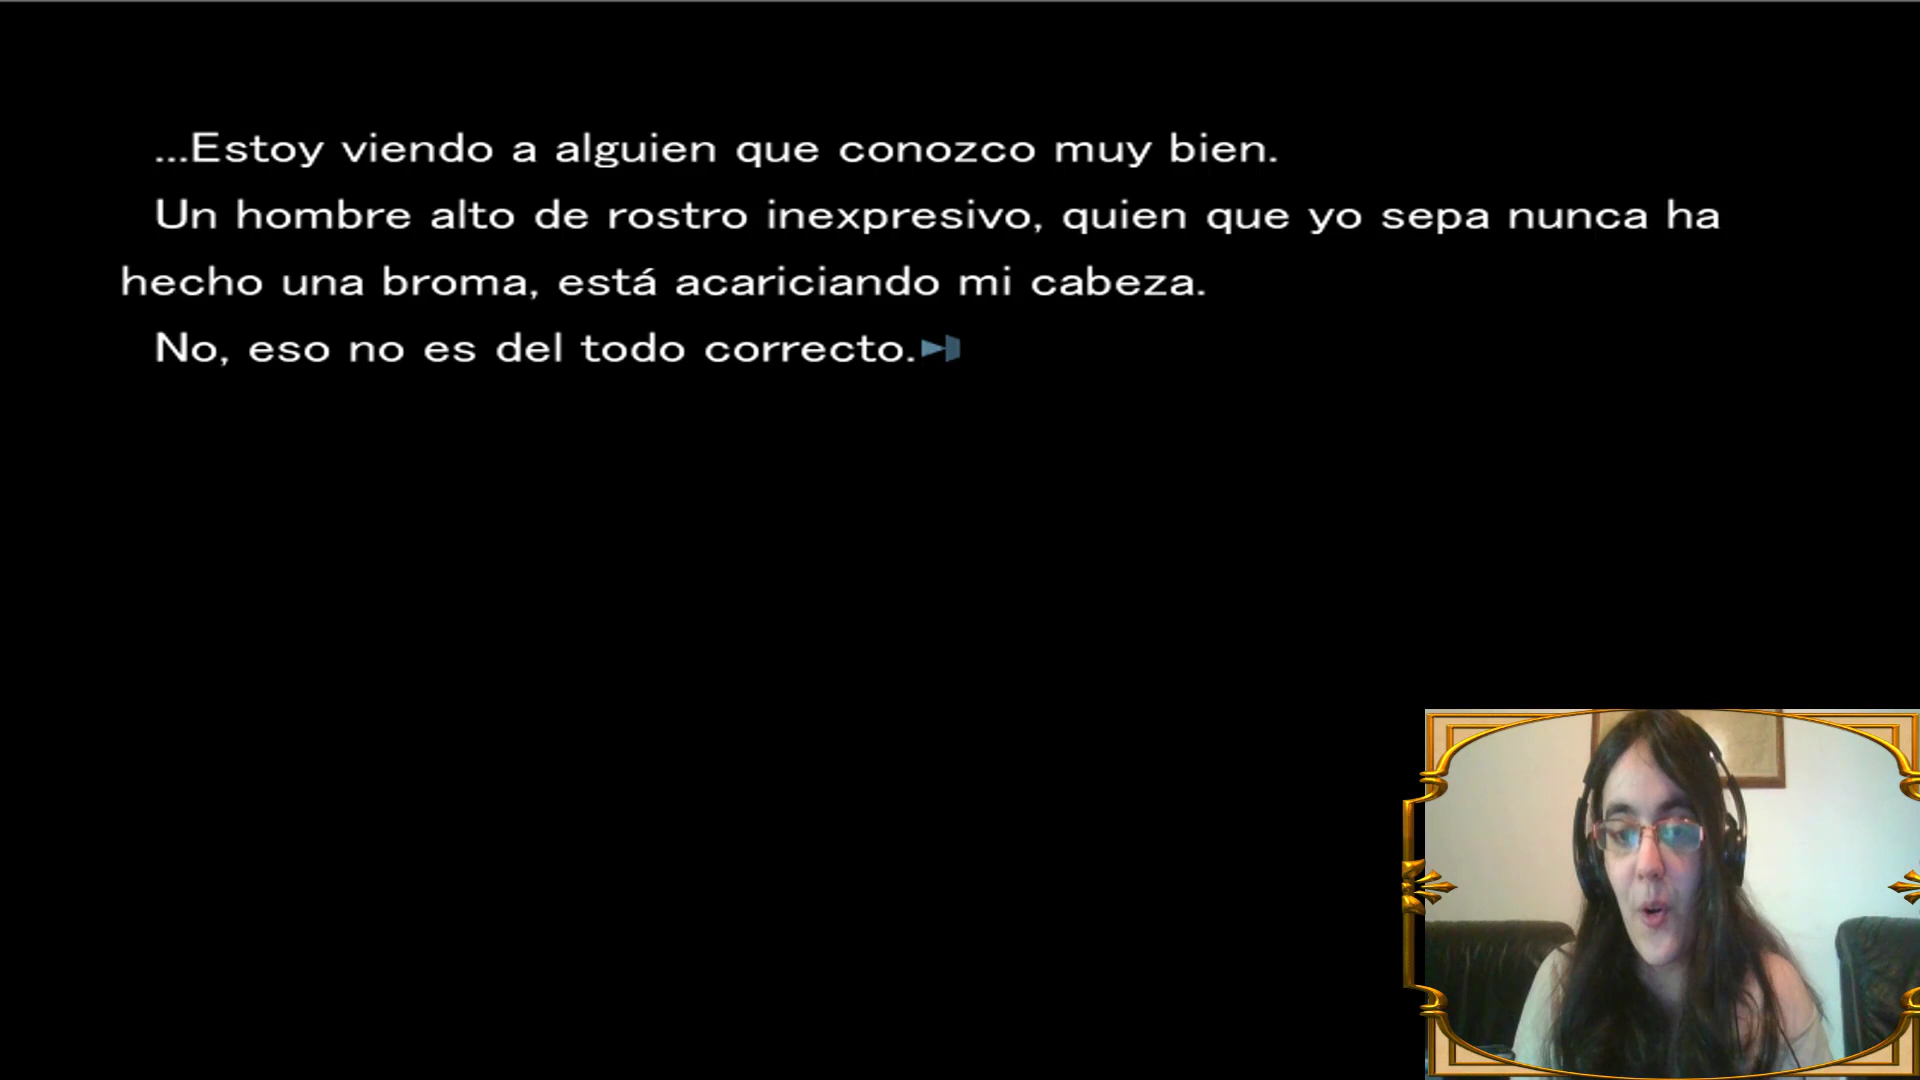 ...Estoy viendo a alguien que conozco muy bien.
Un hombre alto de rostro inexpresivo, quien que yo sepa nunca ha
hecho una broma, está acariciando mi cabeza.
No, eso no es del todo correcto.